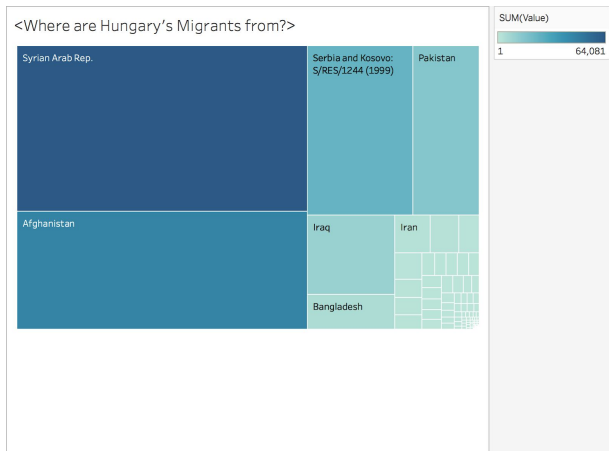 <Where are Hungary's Migrants from?>
SUM(Value)
1 64,081
Syrian Arab Rep.
Serbia and Kosovo:
S/RES/1244 (1999)
Pakistan
Afghanistan
Iraq
Iran
Bangladesh